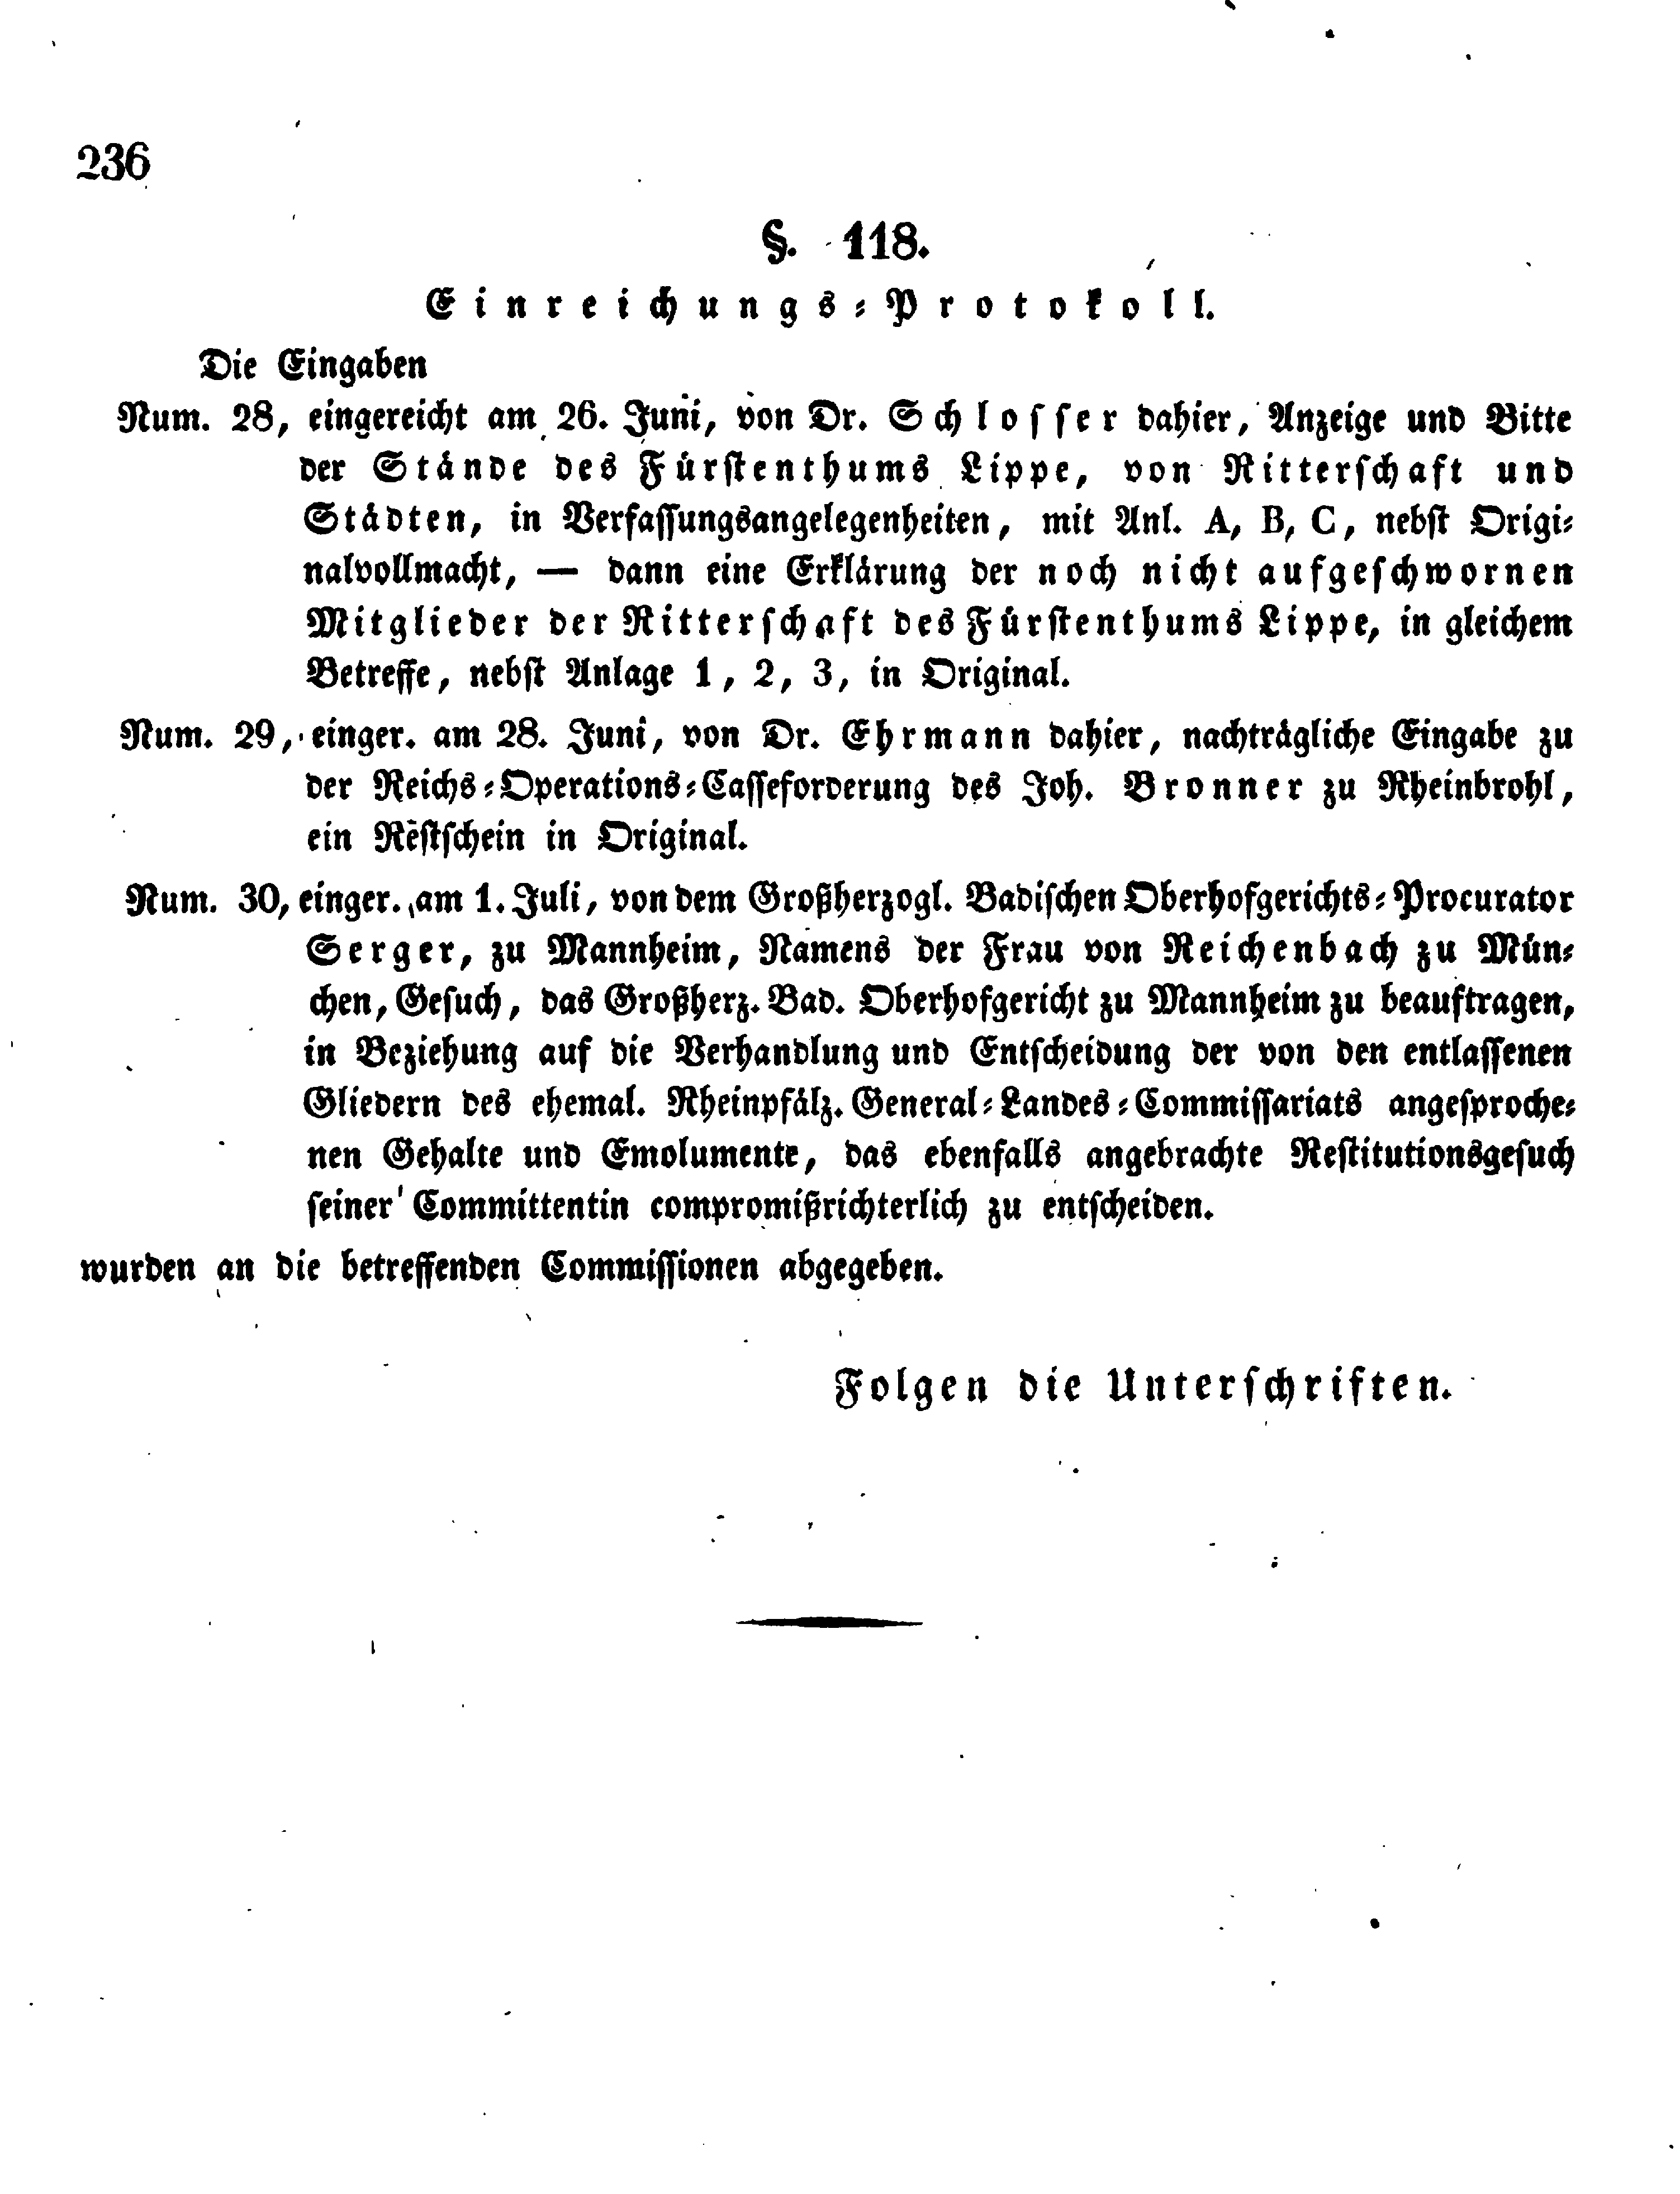 236
§. 118.
Einreichungs-Protokoll.
Die Eingaben
Num. 28, eingereicht am 26. Juni, von Dr. Schlosser dahier, Anzeige und Bitte
der Stände des Fürstenthums Lippe, von Ritterschaft und
Städten, in Verfassungsangelegenheiten, mit Anl. A, B, C, nebst Origi-
nalvollmacht, — dann eine Erklärung der noch nicht aufgeschwornen
Mitglieder der Ritterschaft des Fürstenthums Lippe, in gleichem
Betreffe, nebst Anlage 1, 2, 3, in Original.
Num. 29, einger. am 28. Juni, von Dr. Ehrmann dahier, nachträgliche Eingabe zu
der Reichs-Operations-Casseforderung des Joh. Bronner zu Rheinbrohl,
ein Restschein in Original.
Num. 30, einger. am 1. Juli, von dem Großherzogl. Badischen Oberhofgerichts-Procurator
Serger, zu Mannheim, Namens der Frau von Reichenbach zu Mün-
chen, Gesuch, das Großherz. Bad. Oberhofgericht zu Mannheim zu beauftragen,
in Beziehung auf die Verhandlung und Entscheidung der von den entlassenen
Gliedern des ehemal. Rheinpfälz. General-Landes-Commissariats angesproche-
nen Gehalte und Emolumente, das ebenfalls angebrachte Restitutionsgesuch
seiner Committentin compromißrichterlich zu entscheiden.
wurden an die betreffenden Commissionen abgegeben.
Folgen die Unterschriften.